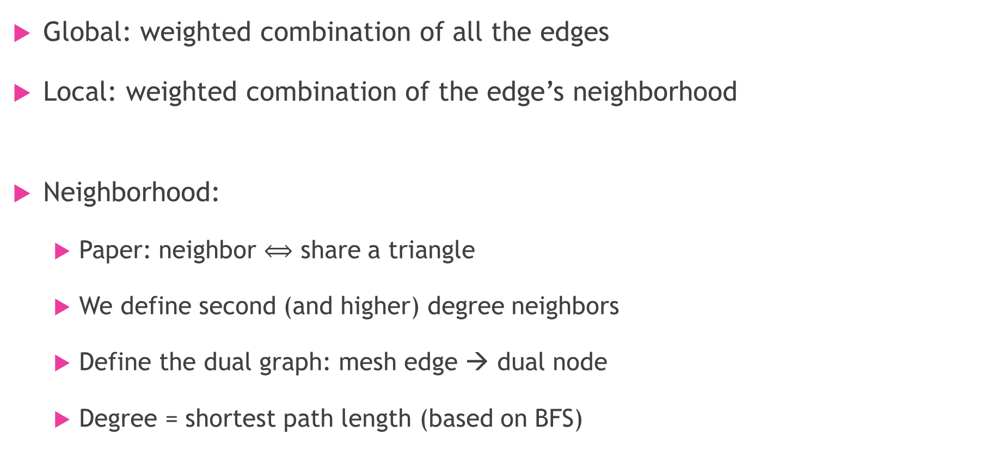 Global: weighted combination of all the edges
Local: weighted combination of the edge’s neighborhood
Neighborhood:
Paper: neighbor ⟺ share a triangle
We define second (and higher) degree neighbors
Define the dual graph: mesh edge → dual node
Degree = shortest path length (based on BFS)